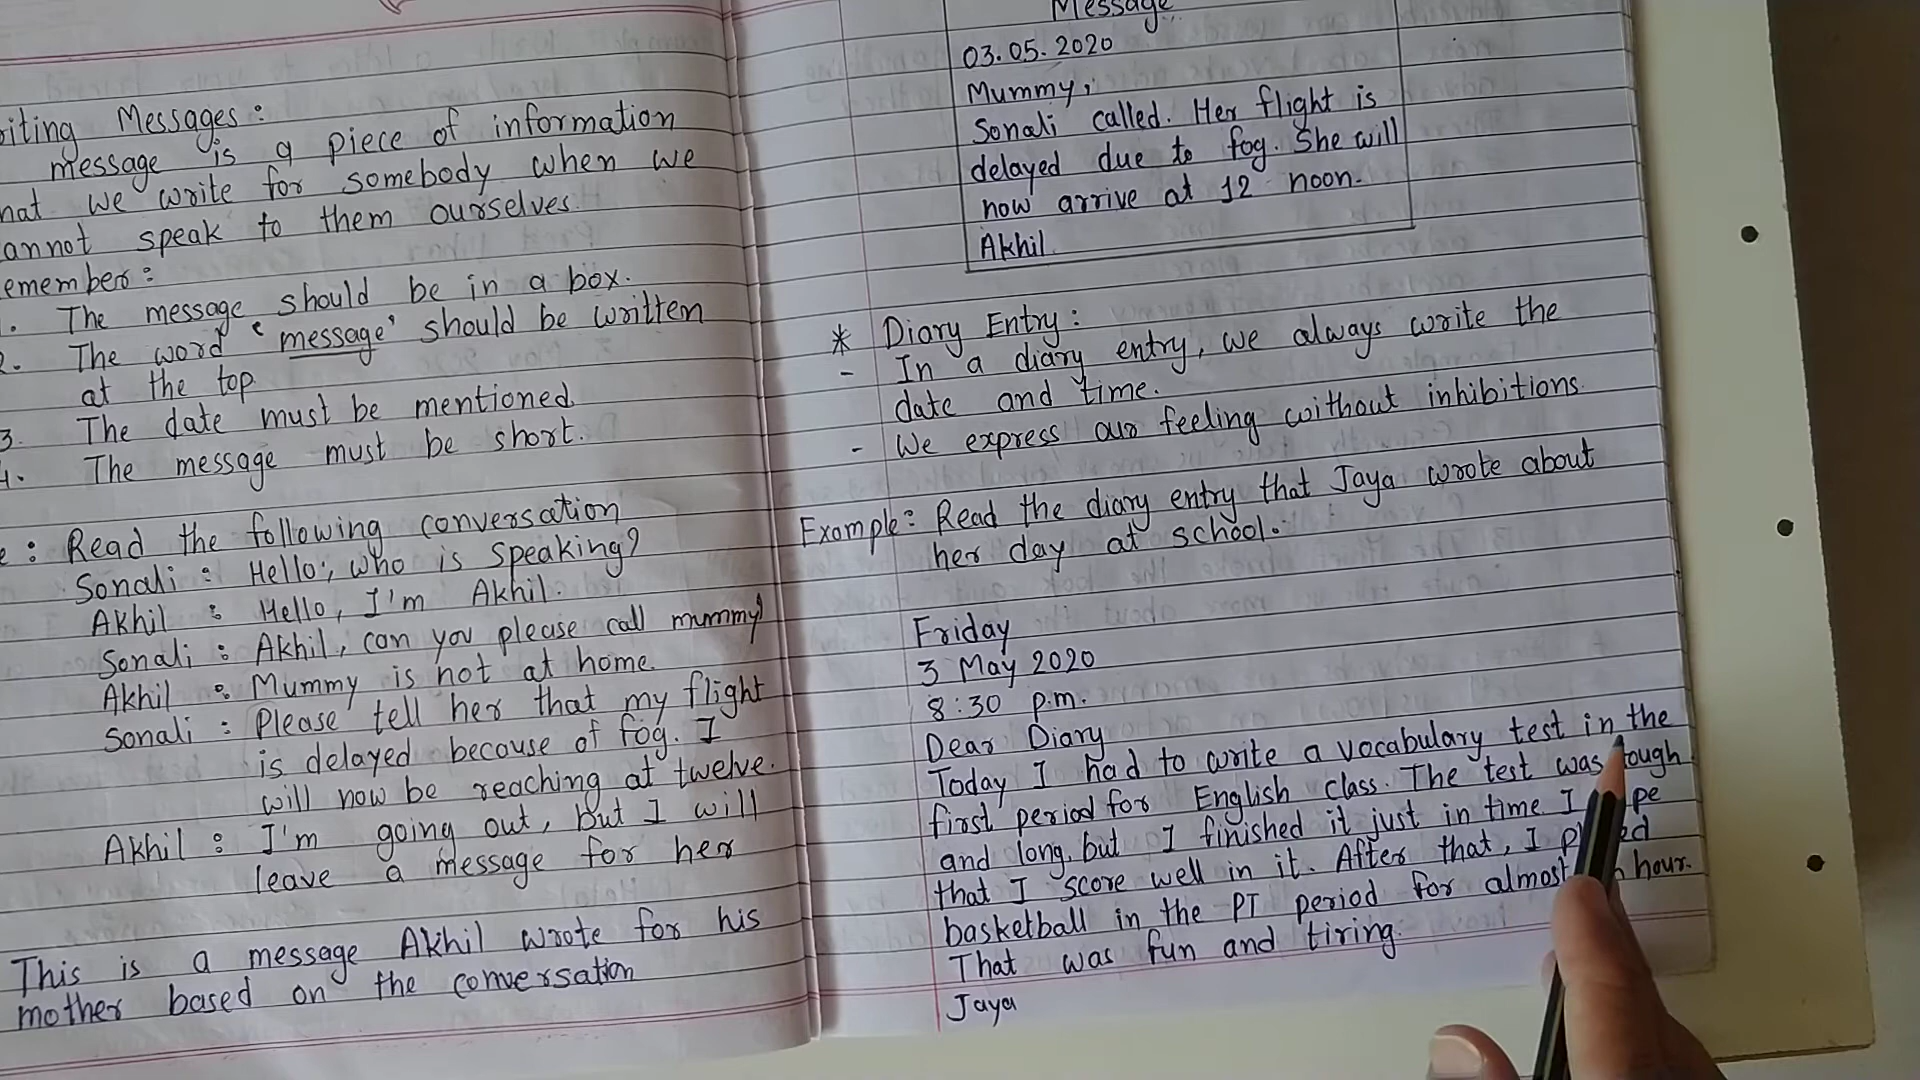 riting Messages:
message is a piece of information
hat we write for somebody when we
annot speak to them ourselves.
emember:
1. The message should be in a box.
2. The word 'message' should be written
at the top
3. The date must be mentioned.
4. The message must be short.
e: Read the following conversation
Sonali : Hello, who is speaking?
Akhil : Hello, I'm Akhil.
Sonali : Akhil, can you please call mummy?
Akhil : Mummy is not at home.
Sonali : Please tell her that my flight
is delayed because of fog. I
will now be reaching at twelve.
Akhil : I'm going out, but I will
leave a message for her
This is a message Akhil wrote for his
mother based on the conversation
Message
03.05.2020
Mummy,
Sonali called. Her flight is
delayed due to fog. She will
now arrive at 12 noon.
Akhil.
* Diary Entry:
- In a diary entry, we always write the
date and time.
- We express our feeling without inhibitions.
Example: Read the diary entry that Jaya wrote about
her day at school.
Friday
3 May 2020
8:30 p.m.
Dear Diary
Today I had to write a vocabulary test in the
first period for English class. The test was tough
and long, but I finished it just in time. I pe
that I score well in it. After that, I p ed
basketball in the PT period for almost hour.
That was fun and tiring.
Jaya